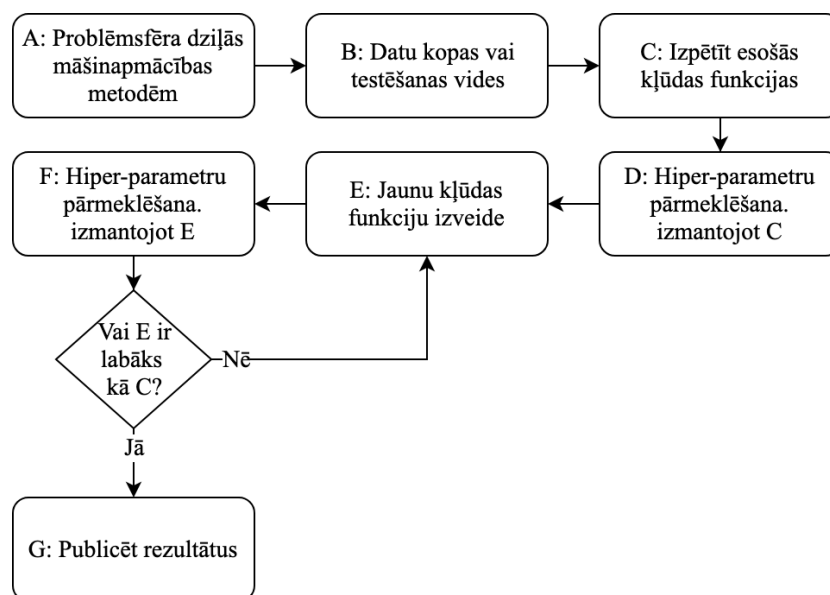 A: Problēmsfēra dziļās
māšinapmācības
metodēm
B: Datu kopas vai
testēšanas vides
C: Izpētīt esošās
kļūdas funkcijas
D: Hiper-parametru
pārmeklēšana.
izmantojot C
E: Jaunu kļūdas
funkciju izveide
F: Hiper-parametru
pārmeklēšana.
izmantojot E
Vai E ir
labāks
kā C?
Nē
Jā
G: Publicēt rezultātus